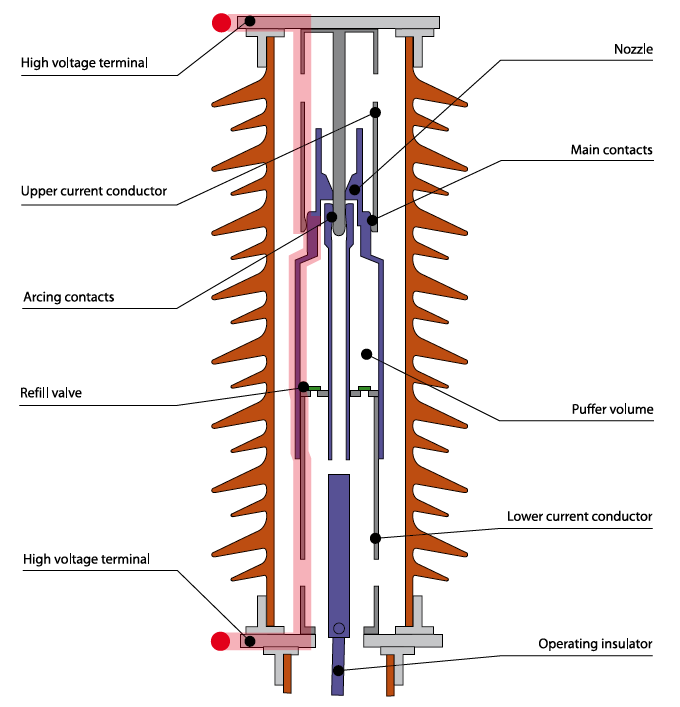 High voltage terminal
Nozzle
Main contacts
Upper current conductor
Arcing contacts
Refill valve
Puffer volume
Lower current conductor
High voltage terminal
Operating insulator